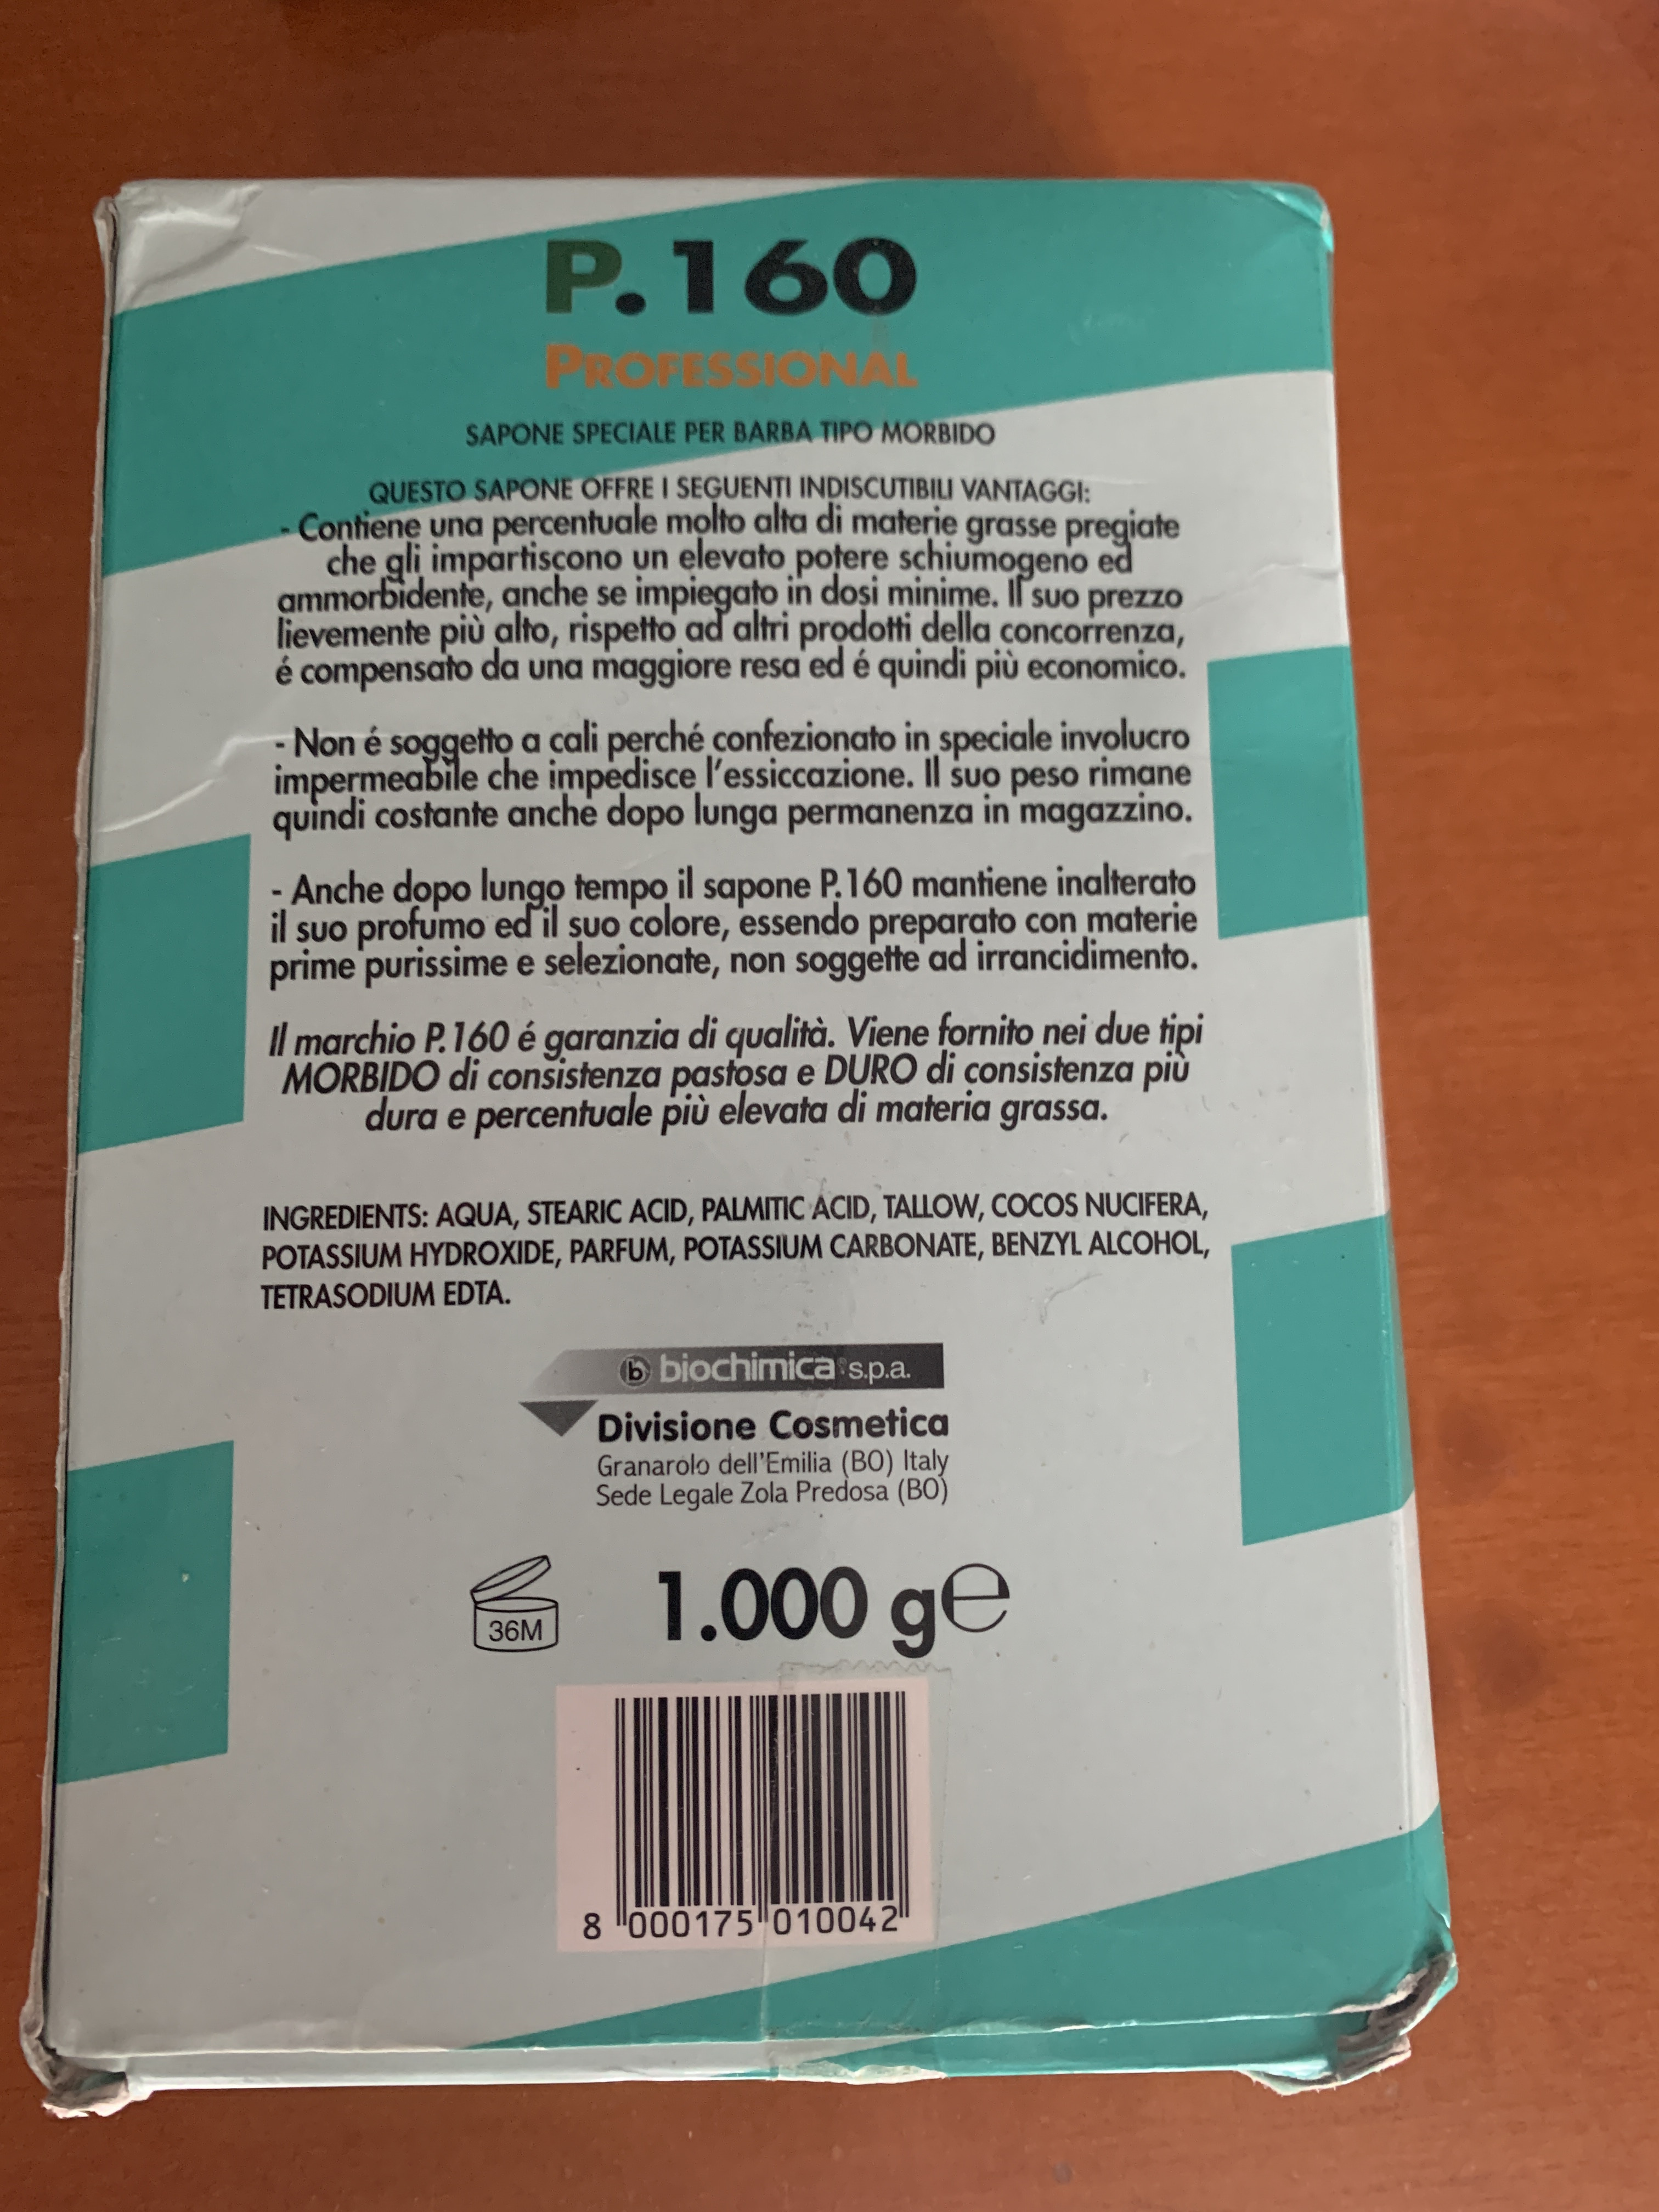 P.160
PROFESSIONAL
SAPONE SPECIALE PER BARBA TIPO MORBIDO
QUESTO SAPONE OFFRE I SEGUENTI INDISCUTIBILI VANTAGGI:
- Contiene una percentuale molto alta di materie grasse pregiate
che gli impartiscono un elevato potere schiumogeno ed
ammorbidente, anche se impiegato in dosi minime. Il suo prezzo
lievemente più alto, rispetto ad altri prodotti della concorrenza,
é compensato da una maggiore resa ed é quindi più economico.
- Non é soggetto a cali perché confezionato in speciale involucro
impermeabile che impedisce l'essiccazione. Il suo peso rimane
quindi costante anche dopo lunga permanenza in magazzino.
- Anche dopo lungo tempo il sapone P.160 mantiene inalterato
il suo profumo ed il suo colore, essendo preparato con materie
prime purissime e selezionate, non soggette ad irrancidimento.
Il marchio P.160 é garanzia di qualità. Viene fornito nei due tipi
MORBIDO di consistenza pastosa e DURO di consistenza più
dura e percentuale più elevata di materia grassa.
INGREDIENTS: AQUA, STEARIC ACID, PALMITIC ACID, TALLOW, COCOS NUCIFERA,
POTASSIUM HYDROXIDE, PARFUM, POTASSIUM CARBONATE, BENZYL ALCOHOL,
TETRASODIUM EDTA.
b biochimica s.p.a.
Divisione Cosmetica
Granarolo dell'Emilia (BO) Italy
Sede Legale Zola Predosa (BO)
36M
1.000 g℮
8 000175 010042